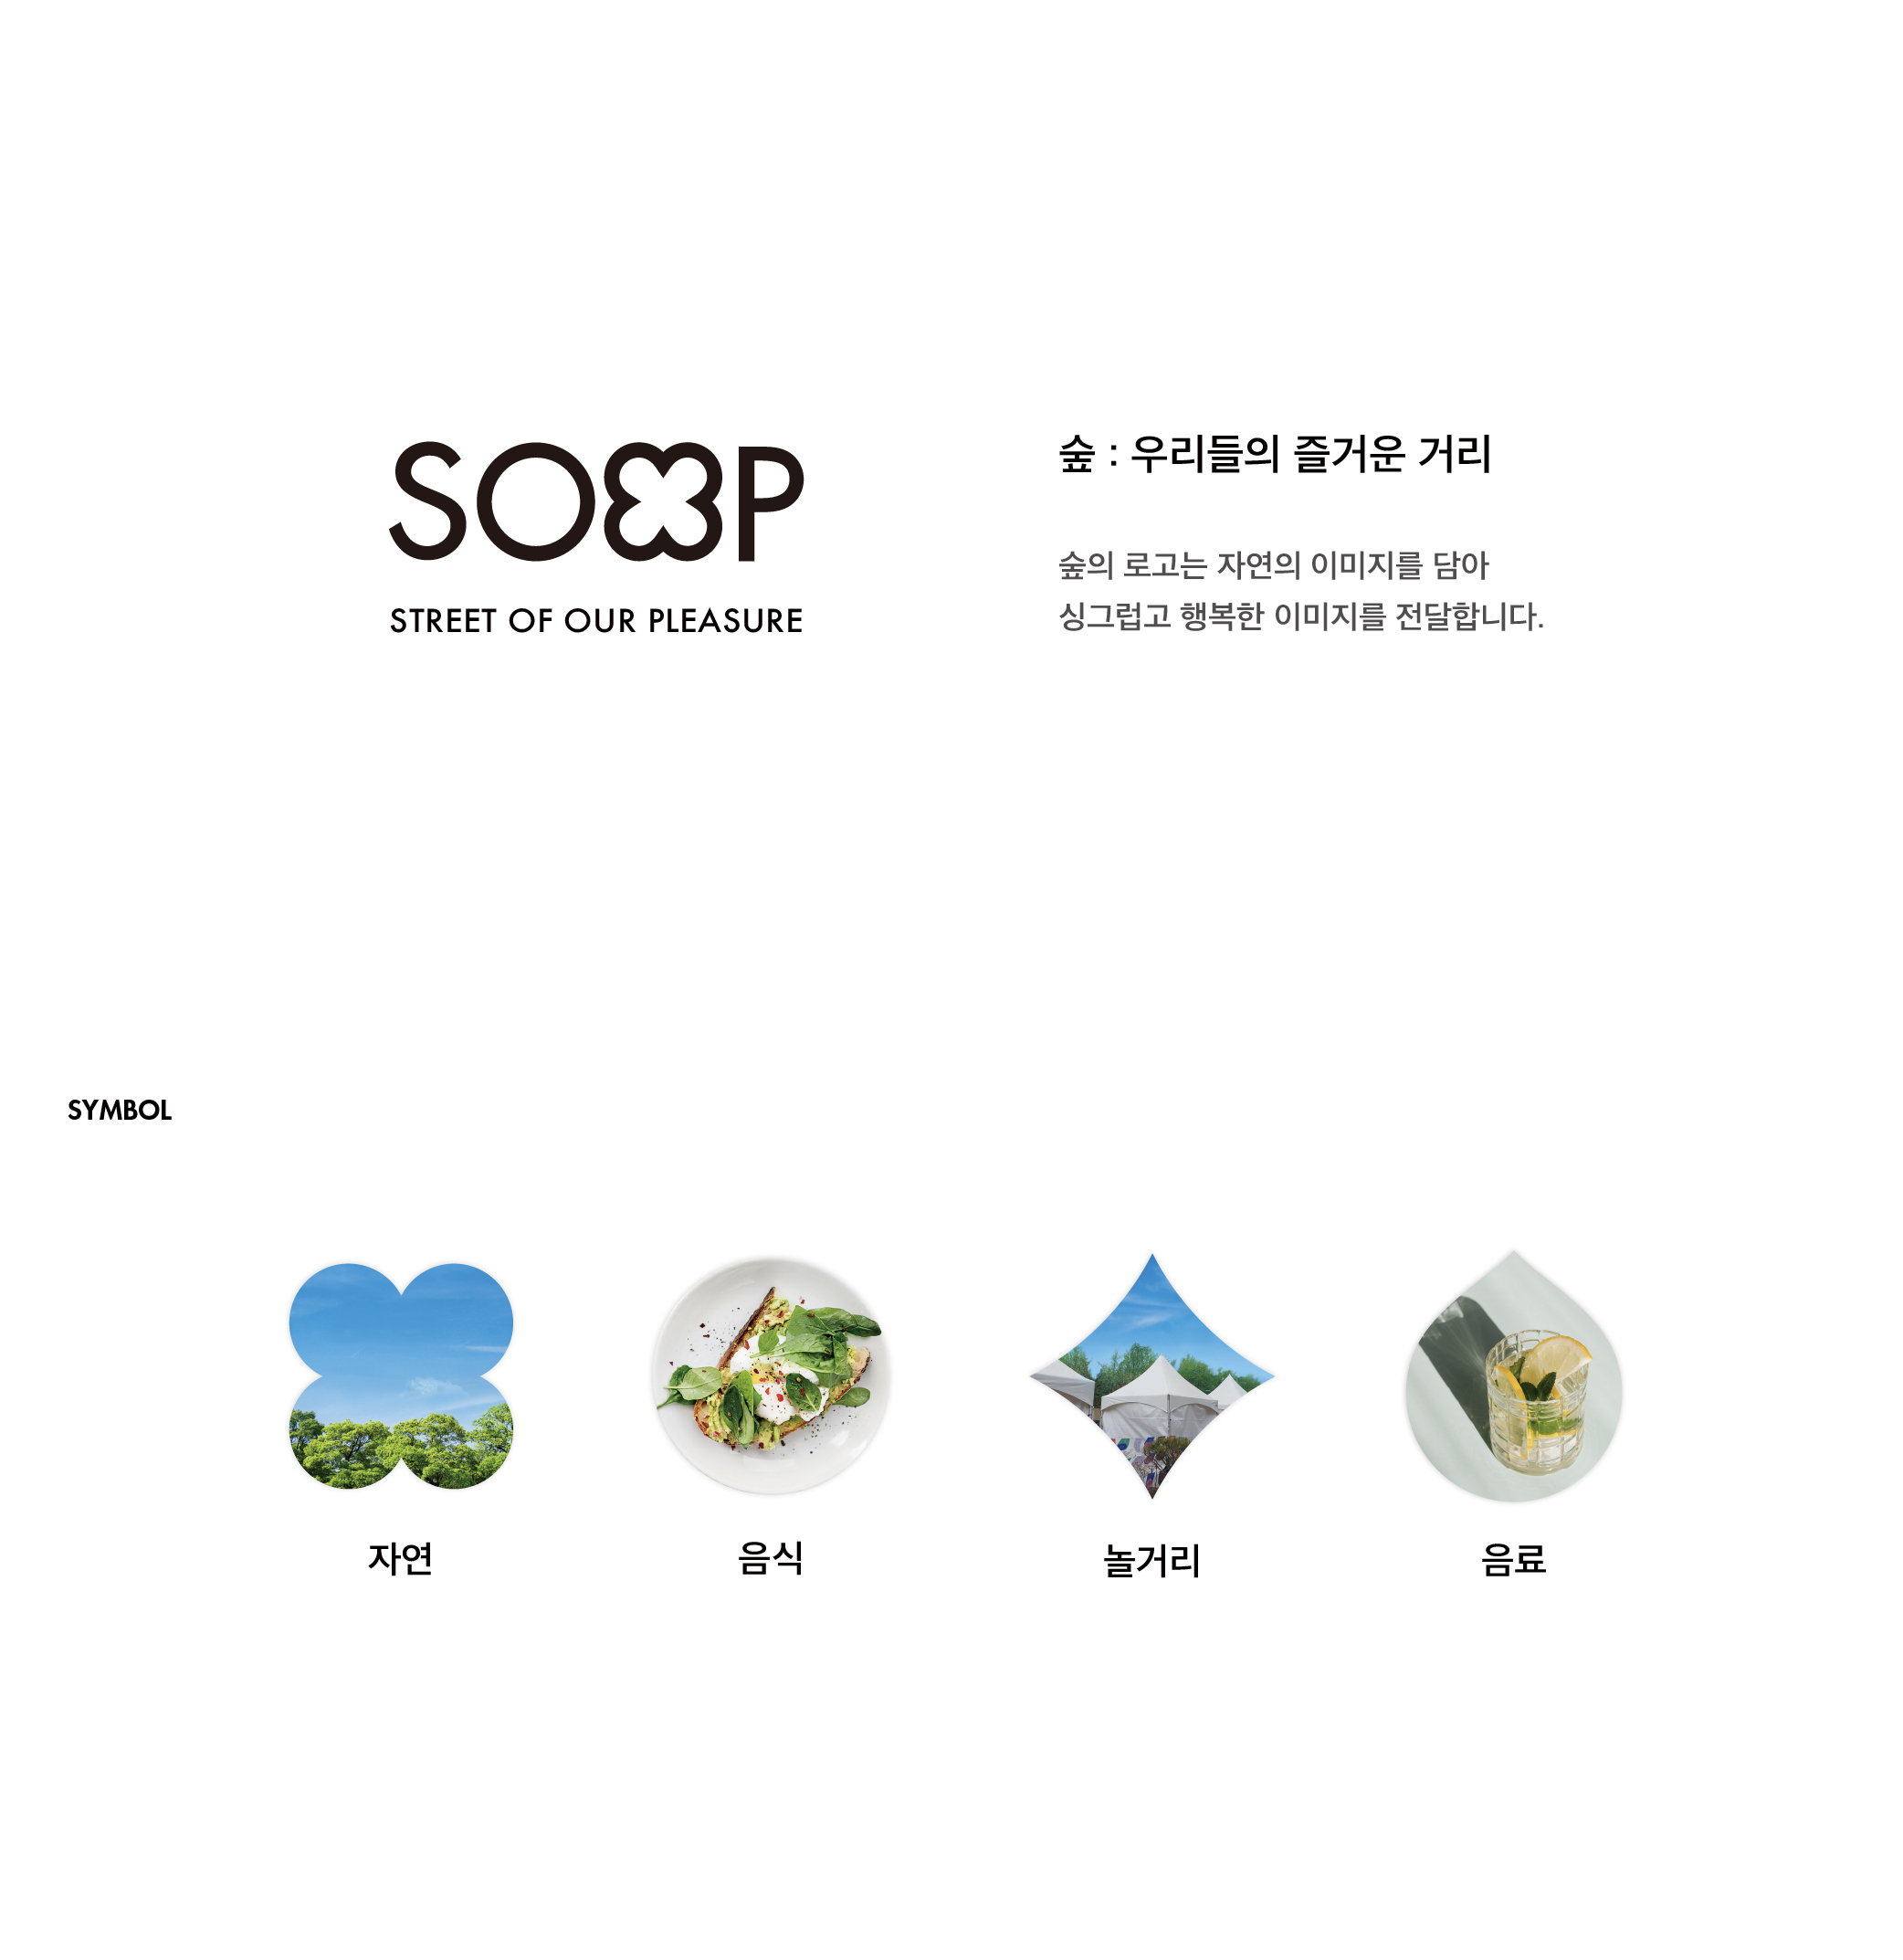 SOOP
STREET OF OUR PLEASURE
숲 : 우리들의 즐거운 거리
숲의 로고는 자연의 이미지를 담아
싱그럽고 행복한 이미지를 전달합니다.
SYMBOL
자연
음식
놀거리
음료